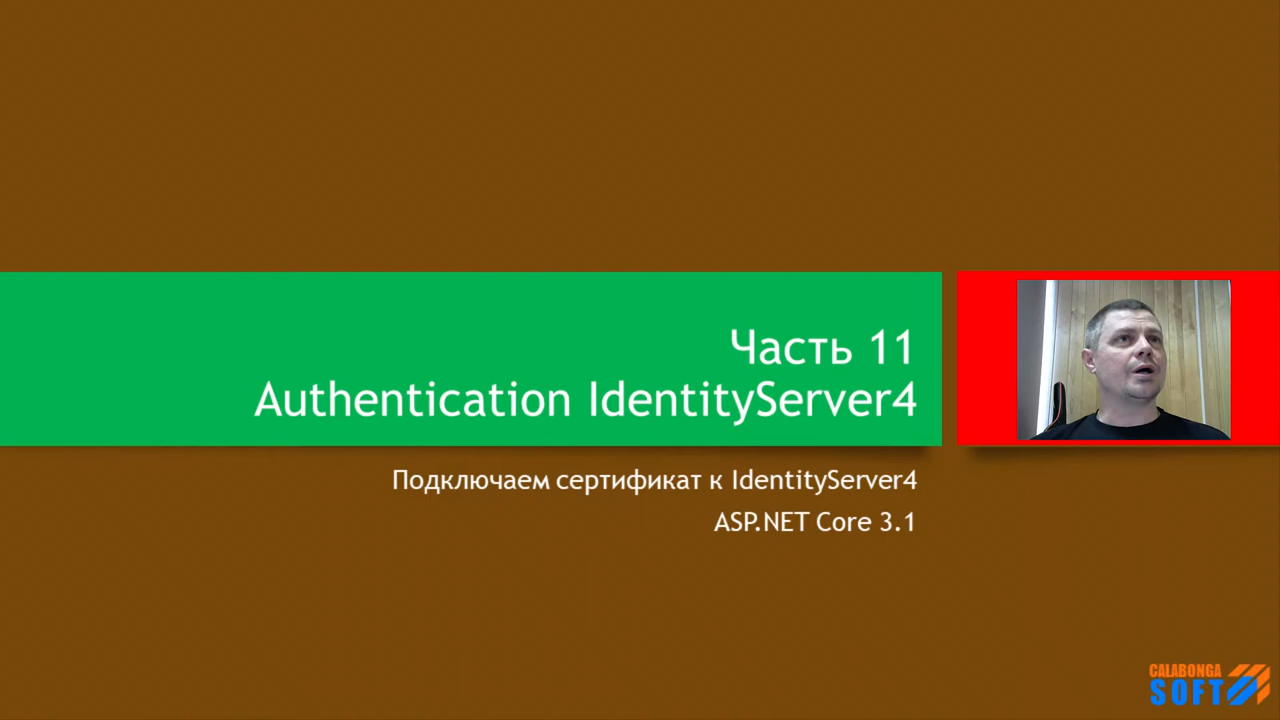 Часть 11
Authentication IdentityServer4
Подключаем сертификат к IdentityServer4
ASP.NET Core 3.1
CALABONGA
SOFT